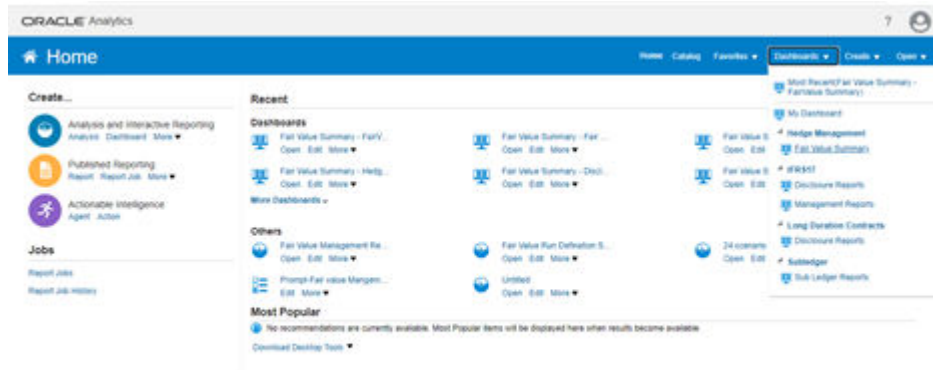 ORACLE Analytics
?
Home
Home Catalog Favorites Dashboards Create Open
Create...
Analysis and Interactive Reporting
Analysis Dashboard More
Published Reporting
Report Report Job More
Actionable Intelligence
Agent Action
Jobs
Report Jobs
Report Job History
Recent
Dashboards
Fair Value Summary - FairV...
Open Edit More
Fair Value Summary - Fair ...
Open Edit More
Fair Value S
Open Edit
Fair Value Summary - Hedg...
Open Edit More
Fair Value Summary - Discl...
Open Edit More
Fair Value S
Open Edit
More Dashboards
Others
Fair Value Management Re...
Open Edit More
Fair Value Run Defination S...
Open Edit More
24 scenario
Open Edit
Prompt-Fair value Mangem...
Edit More
Untitled
Open Edit More
Most Popular
No recommendations are currently available. Most Popular items will be displayed here when results become available
Download Desktop Tools
Most Recent(Fair Value Summary -
FairValue Summary)
My Dashboard
Hedge Management
Fair Value Summary
IFRS17
Disclosure Reports
Management Reports
Long Duration Contracts
Disclosure Reports
Subledger
Sub Ledger Reports